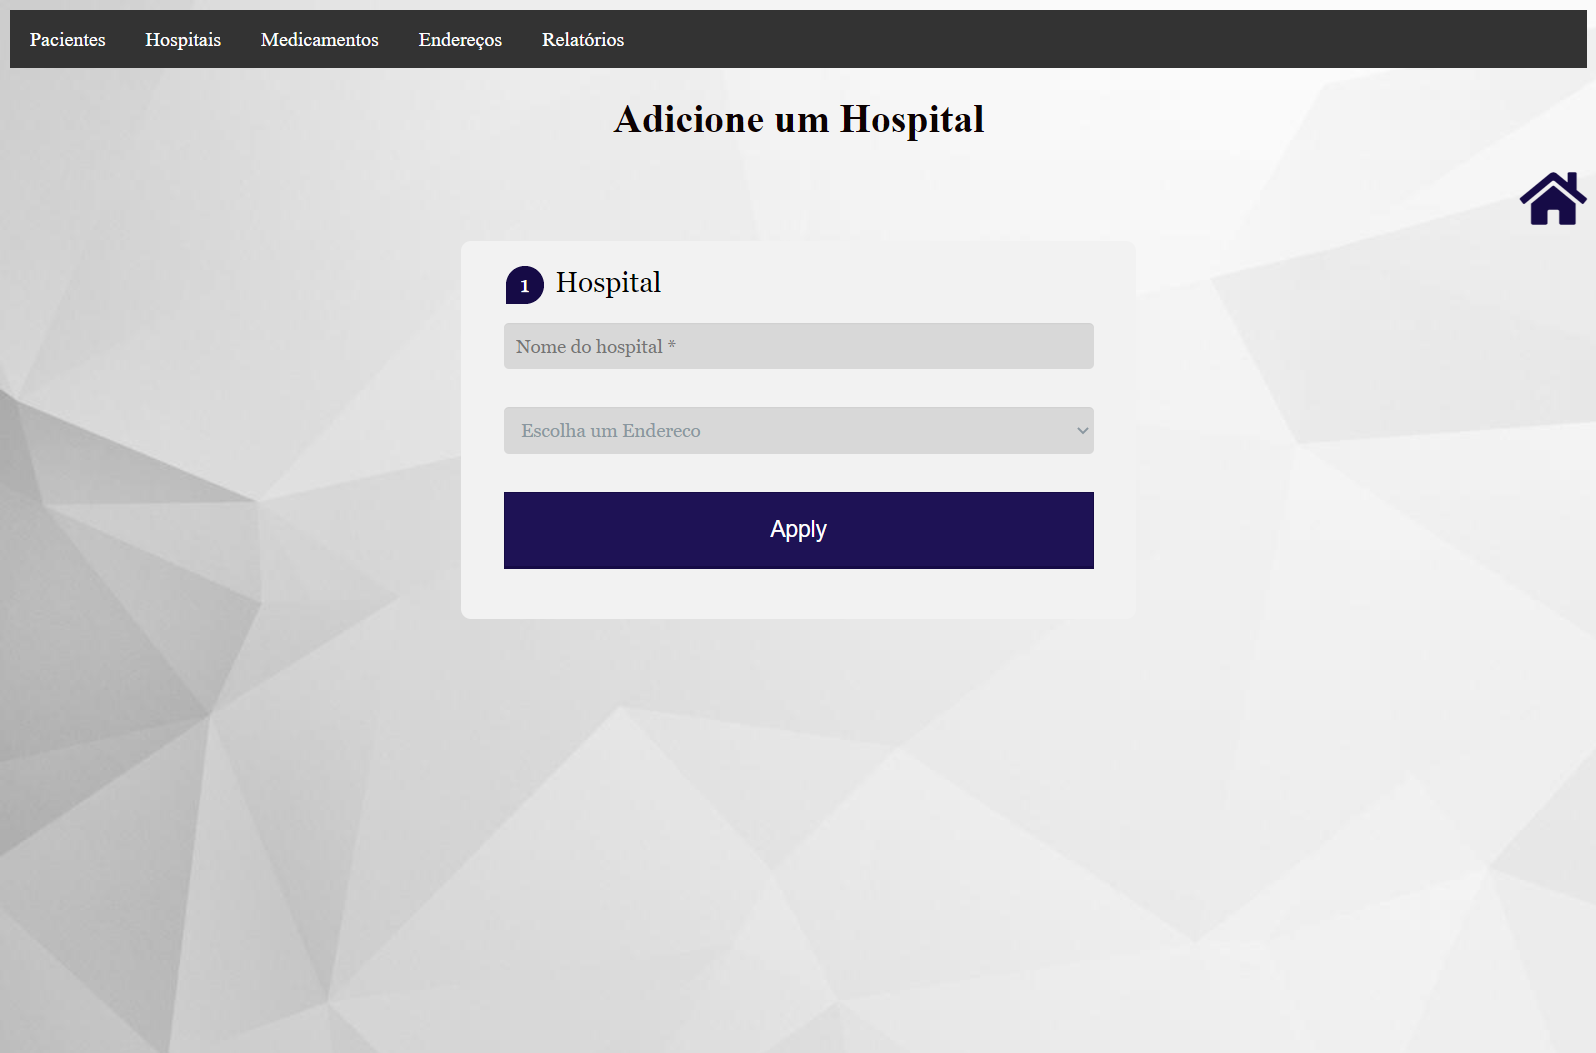 Pacientes Hospitais Medicamentos Endereços Relatórios
Adicione um Hospital
1 Hospital
Nome do hospital *
Escolha um Endereco
Apply